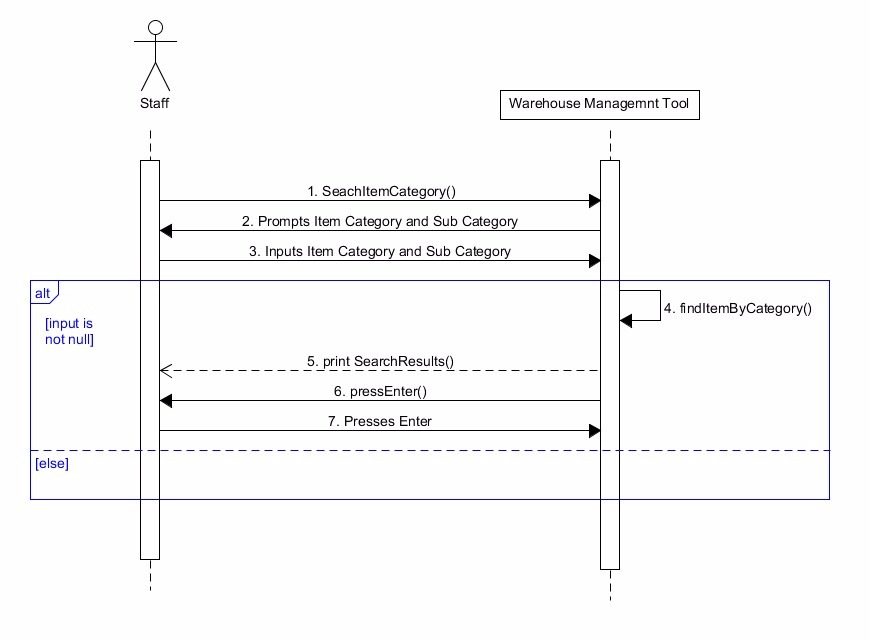 Staff
Warehouse Managemnt Tool
1. SeachItemCategory()
2. Prompts Item Category and Sub Category
3. Inputs Item Category and Sub Category
alt
[input is
not null]
4. findItemByCategory()
5. print SearchResults()
6. pressEnter()
7. Presses Enter
[else]